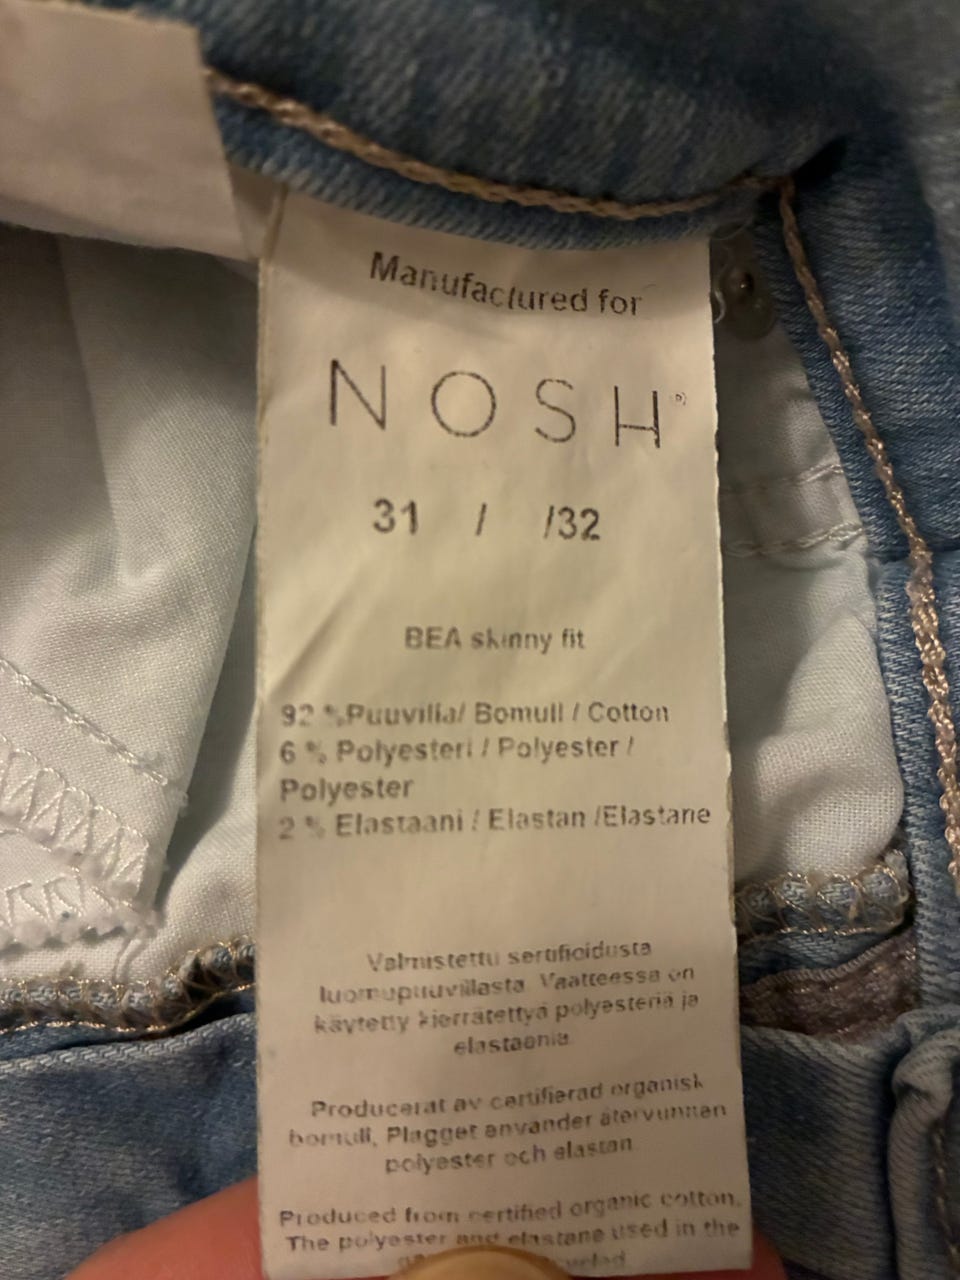 Manufactured for
NOSH®
31 / /32
BEA skinny fit
92 % Puuvilla/ Bomull / Cotton
6 % Polyesteri / Polyester /
Polyester
2 % Elastaani / Elastan /Elastane
Valmistettu sertifioidusta
luomupuuvillasta. Vaatteessa on
käytetty kierrätettyä polyesteriä ja
elastaania.
Producerat av certifierad organisk
bomull, Plagget använder återvunnen
polyester och elastan.
Produced from certified organic cotton.
The polyester and elastane used in the